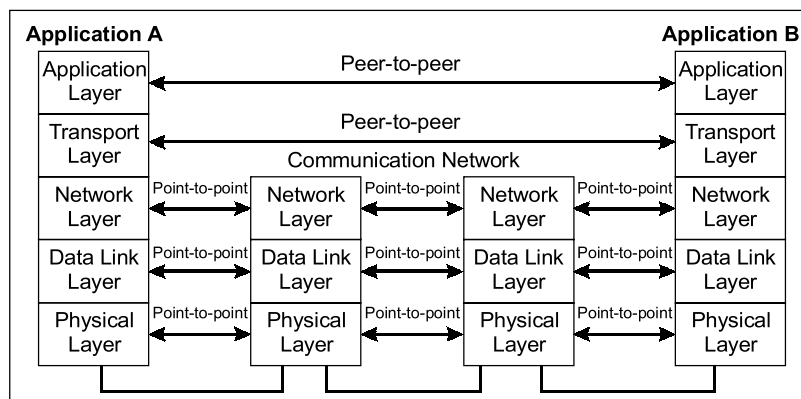 Application A
Application B
Application
Layer
Peer-to-peer
Application
Layer
Transport
Layer
Peer-to-peer
Transport
Layer
Communication Network
Network
Layer
Point-to-point
Network
Layer
Point-to-point
Network
Layer
Point-to-point
Network
Layer
Data Link
Layer
Point-to-point
Data Link
Layer
Point-to-point
Data Link
Layer
Point-to-point
Data Link
Layer
Physical
Layer
Point-to-point
Physical
Layer
Point-to-point
Physical
Layer
Point-to-point
Physical
Layer